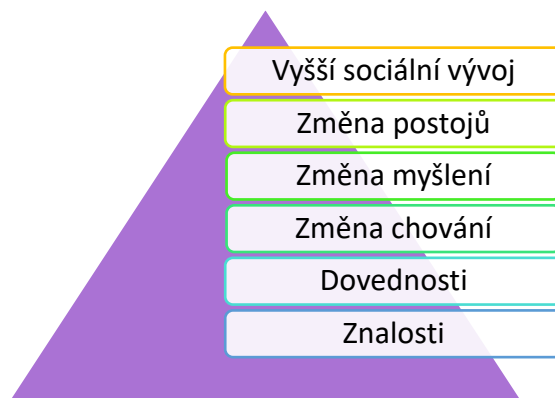 Vyšší sociální vývoj
Změna postojů
Změna myšlení
Změna chování
Dovednosti
Znalosti